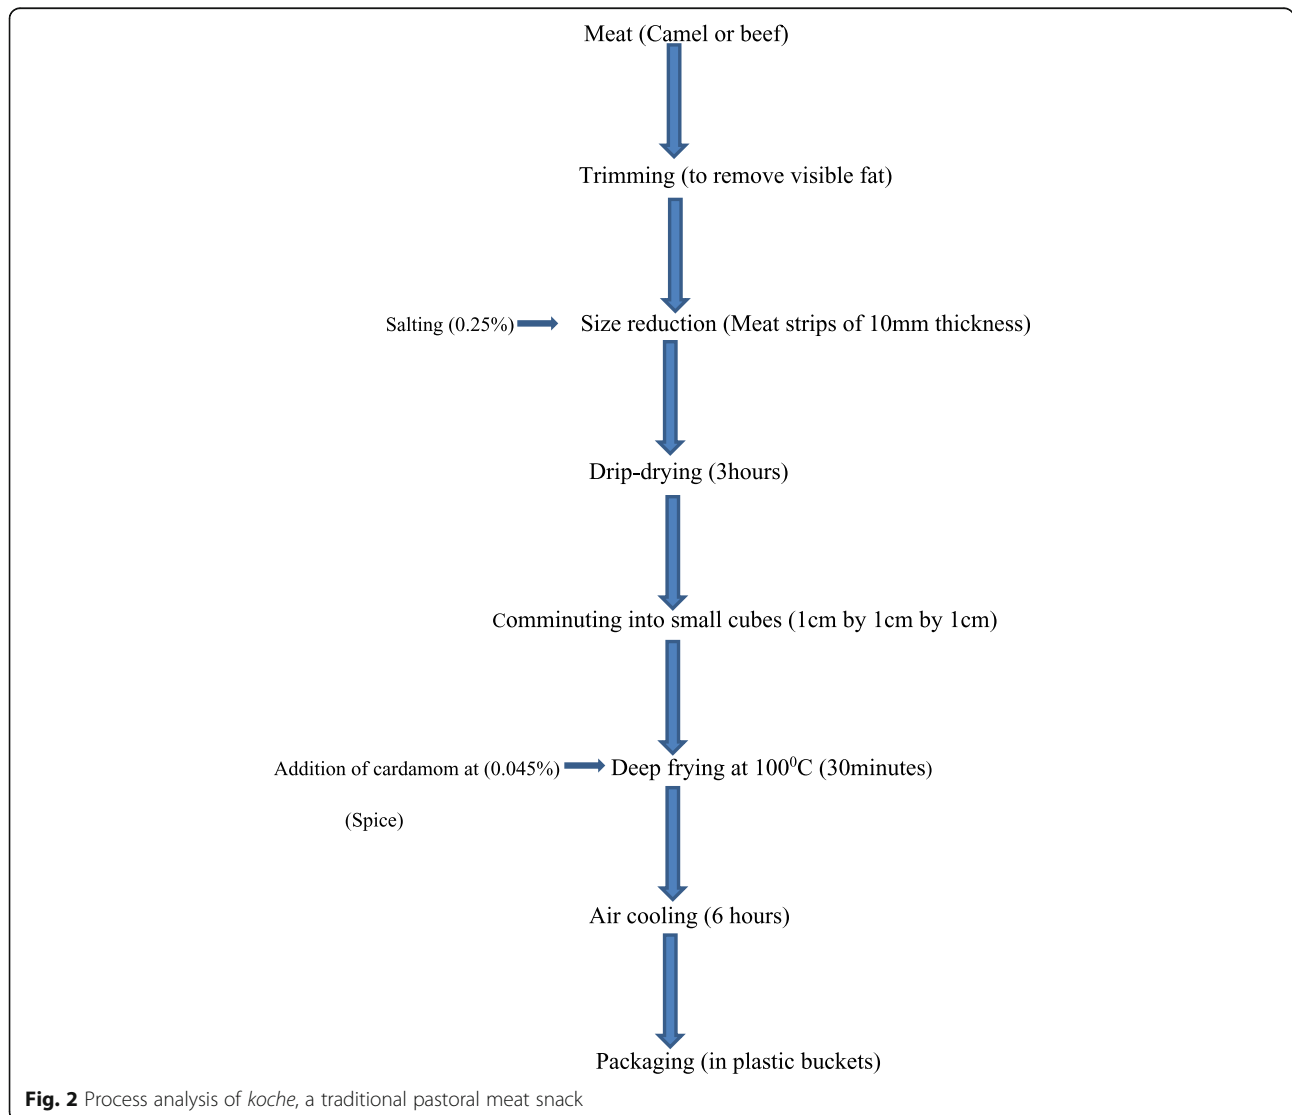 Meat (Camel or beef)
Trimming (to remove visible fat)
Salting (0.25%) Size reduction (Meat strips of 10mm thickness)
Drip-drying (3hours)
Comminuting into small cubes (1cm by 1cm by 1cm)
Addition of cardamom at (0.045%) Deep frying at 100⁰C (30minutes)
(Spice)
Air cooling (6 hours)
Packaging (in plastic buckets)
Fig. 2 Process analysis of koche, a traditional pastoral meat snack